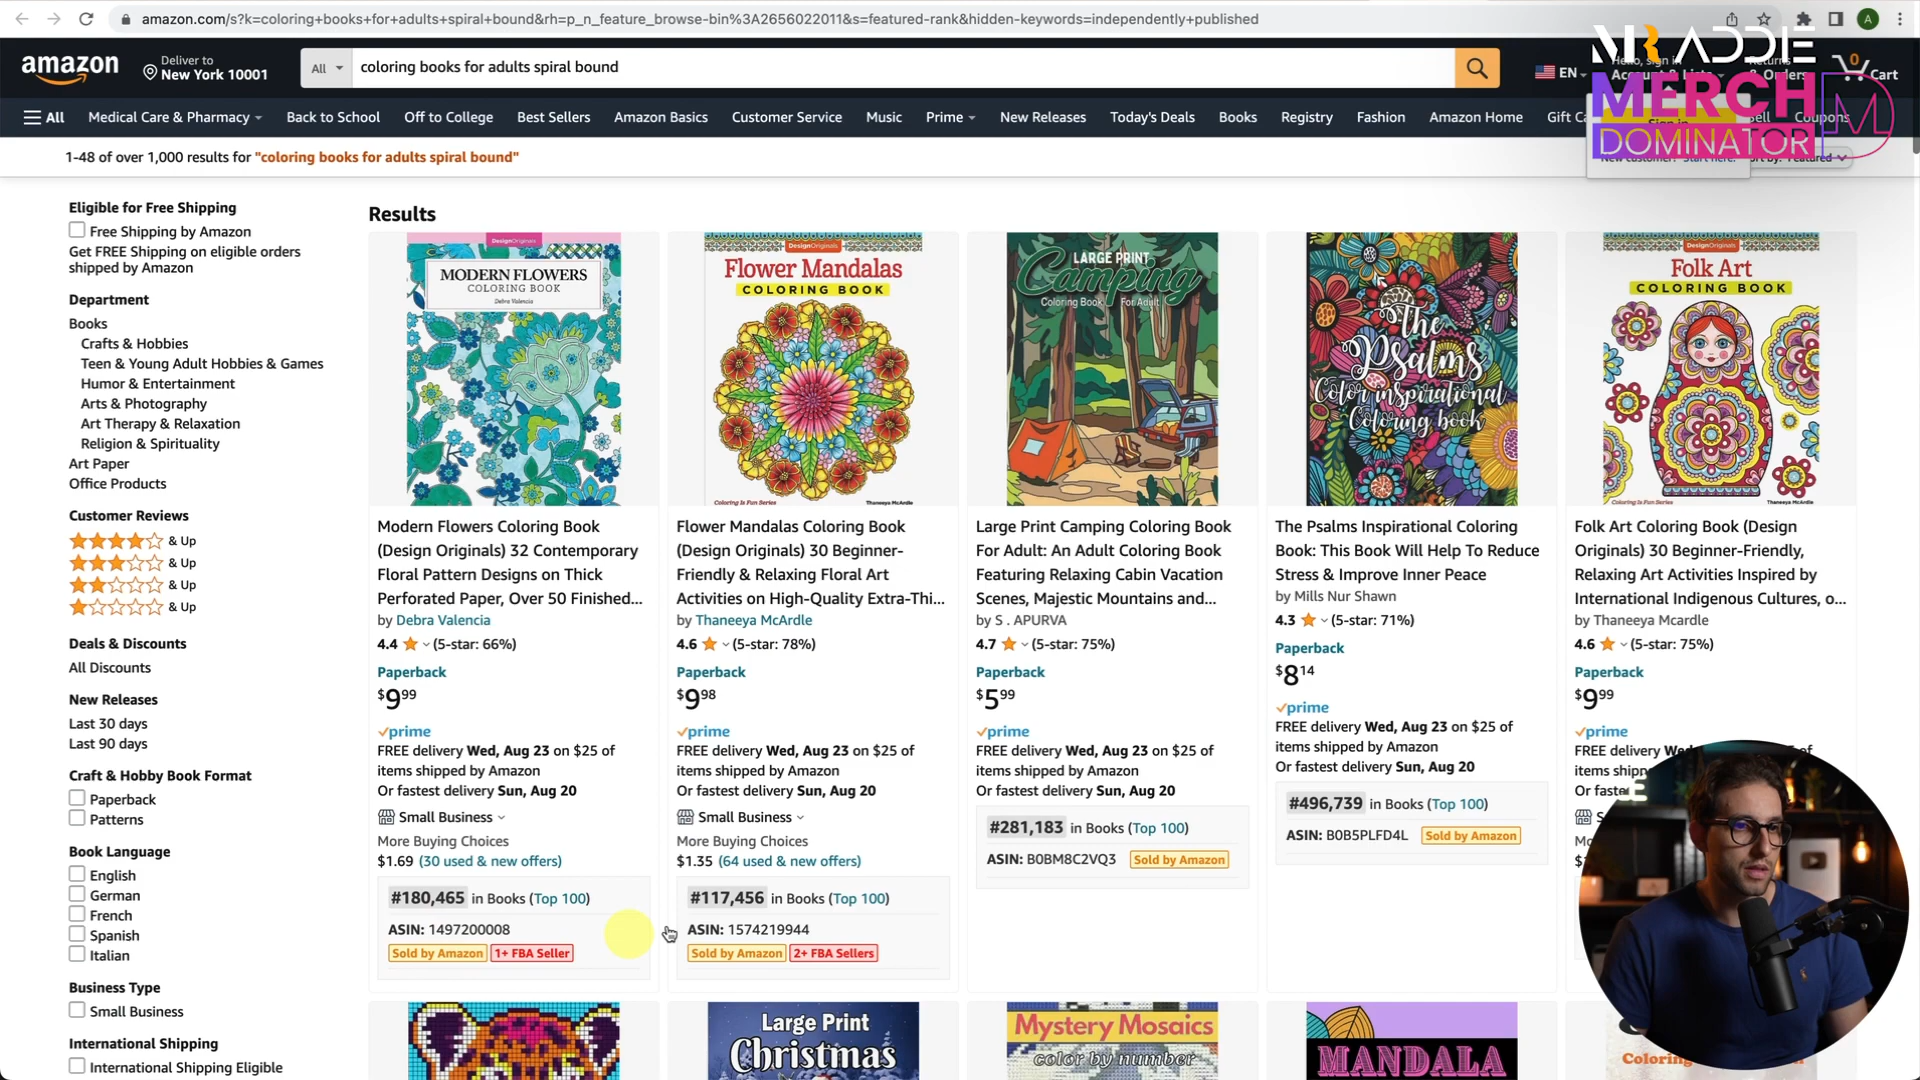 amazon.com/s?k=coloring+books+for+adults+spiral+bound&rh=p_n_feature_browse-bin%3A2656022011&s=featured-rank&hidden-keywords=independently+published
A
amazon
Deliver to
New York 10001
All
coloring books for adults spiral bound
EN
Hello, sign in
Account & Lists
Returns
& Orders
0
Cart
MR ADDIE
MERCH
DOMINATOR
All
Medical Care & Pharmacy
Back to School
Off to College
Best Sellers
Amazon Basics
Customer Service
Music
Prime
New Releases
Today's Deals
Books
Registry
Fashion
Amazon Home
Gift
Sell
Coupons
Sign in
New customer? Start here.
1-48 of over 1,000 results for "coloring books for adults spiral bound"
Sort by: Featured
Eligible for Free Shipping
Free Shipping by Amazon
Get FREE Shipping on eligible orders
shipped by Amazon
Department
Books
Crafts & Hobbies
Teen & Young Adult Hobbies & Games
Humor & Entertainment
Arts & Photography
Art Therapy & Relaxation
Religion & Spirituality
Art Paper
Office Products
Customer Reviews
& Up
& Up
& Up
& Up
Deals & Discounts
All Discounts
New Releases
Last 30 days
Last 90 days
Craft & Hobby Book Format
Paperback
Patterns
Book Language
English
German
French
Spanish
Italian
Business Type
Small Business
International Shipping
International Shipping Eligible
Results
DesignOriginals
MODERN FLOWERS
COLORING BOOK
Debra Valencia
Modern Flowers Coloring Book
(Design Originals) 32 Contemporary
Floral Pattern Designs on Thick
Perforated Paper, Over 50 Finished...
by Debra Valencia
4.4 (5-star: 66%)
Paperback
$9 99
prime
FREE delivery Wed, Aug 23 on $25 of
items shipped by Amazon
Or fastest delivery Sun, Aug 20
Small Business
More Buying Choices
$1.69 (30 used & new offers)
#180,465 in Books (Top 100)
ASIN: 1497200008
Sold by Amazon 1+ FBA Seller
DesignOriginals
Flower Mandalas
COLORING BOOK
Coloring Is Fun Series
Thaneeya McArdle
Flower Mandalas Coloring Book
(Design Originals) 30 Beginner-
Friendly & Relaxing Floral Art
Activities on High-Quality Extra-Thi...
by Thaneeya McArdle
4.6 (5-star: 78%)
Paperback
$9 98
prime
FREE delivery Wed, Aug 23 on $25 of
items shipped by Amazon
Or fastest delivery Sun, Aug 20
Small Business
More Buying Choices
$1.35 (64 used & new offers)
#117,456 in Books (Top 100)
ASIN: 1574219944
Sold by Amazon 2+ FBA Sellers
LARGE PRINT
Camping
Coloring Book For Adult
Large Print Camping Coloring Book
For Adult: An Adult Coloring Book
Featuring Relaxing Cabin Vacation
Scenes, Majestic Mountains and...
by S . APURVA
4.7 (5-star: 75%)
Paperback
$5 99
prime
FREE delivery Wed, Aug 23 on $25 of
items shipped by Amazon
Or fastest delivery Sun, Aug 20
#281,183 in Books (Top 100)
ASIN: B0BM8C2VQ3 Sold by Amazon
The
Psalms
Color inspirational
Coloring book
The Psalms Inspirational Coloring
Book: This Book Will Help To Reduce
Stress & Improve Inner Peace
by Mills Nur Shawn
4.3 (5-star: 71%)
Paperback
$8 14
prime
FREE delivery Wed, Aug 23 on $25 of
items shipped by Amazon
Or fastest delivery Sun, Aug 20
#496,739 in Books (Top 100)
ASIN: B0B5PLFD4L Sold by Amazon
DesignOriginals
Folk Art
COLORING BOOK
Coloring Is Fun Series
Thaneeya McArdle
Folk Art Coloring Book (Design
Originals) 30 Beginner-Friendly,
Relaxing Art Activities Inspired by
International Indigenous Cultures, o...
by Thaneeya Mcardle
4.6 (5-star: 75%)
Paperback
$9 99
prime
FREE delivery Wed
of
items
Large Print
Christmas
Mystery Mosaics
color by number
MANDALA
Coloring